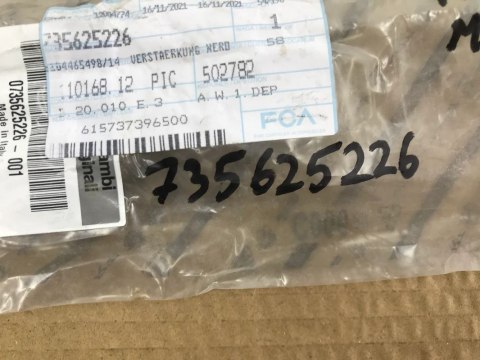 16/11/2021 16/11/2021
1
735625226
58
VERSTAERKUNG NERO
110168.12 PIC 502782
20.010.E.3 A.W.1.DEP
615737396500
FCA
0735625226-001
Made in
735625226